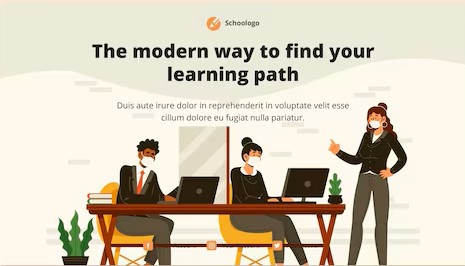 Schoologo
The modern way to find your
learning path
Duis aute irure dolor in reprehenderit in voluptate velit esse
cillum dolore eu fugiat nulla pariatur.